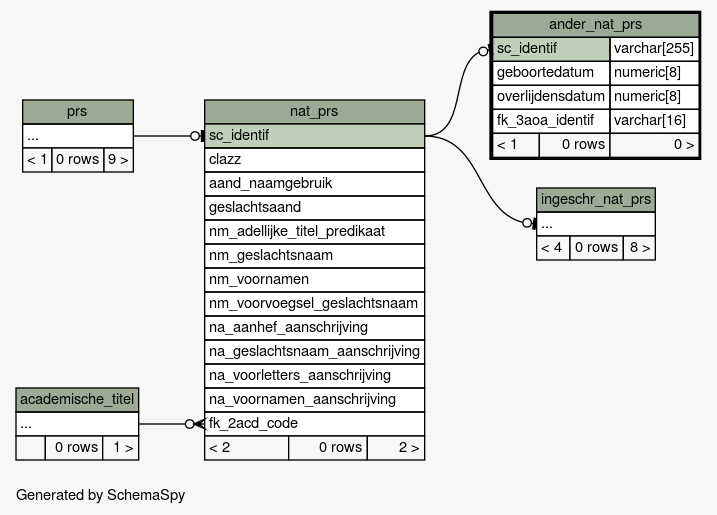 ander_nat_prs
sc_identif varchar[255]
geboortedatum numeric[8]
overlijdensdatum numeric[8]
fk_3aoa_identif varchar[16]
< 1 0 rows 0 >
prs
...
< 1 0 rows 9 >
nat_prs
sc_identif
clazz
aand_naamgebruik
geslachtsaand
nm_adellijke_titel_predikaat
nm_geslachtsnaam
nm_voornamen
nm_voorvoegsel_geslachtsnaam
na_aanhef_aanschrijving
na_geslachtsnaam_aanschrijving
na_voorletters_aanschrijving
na_voornamen_aanschrijving
fk_2acd_code
< 2 0 rows 2 >
ingeschr_nat_prs
...
< 4 0 rows 8 >
academische_titel
...
0 rows 1 >
Generated by SchemaSpy